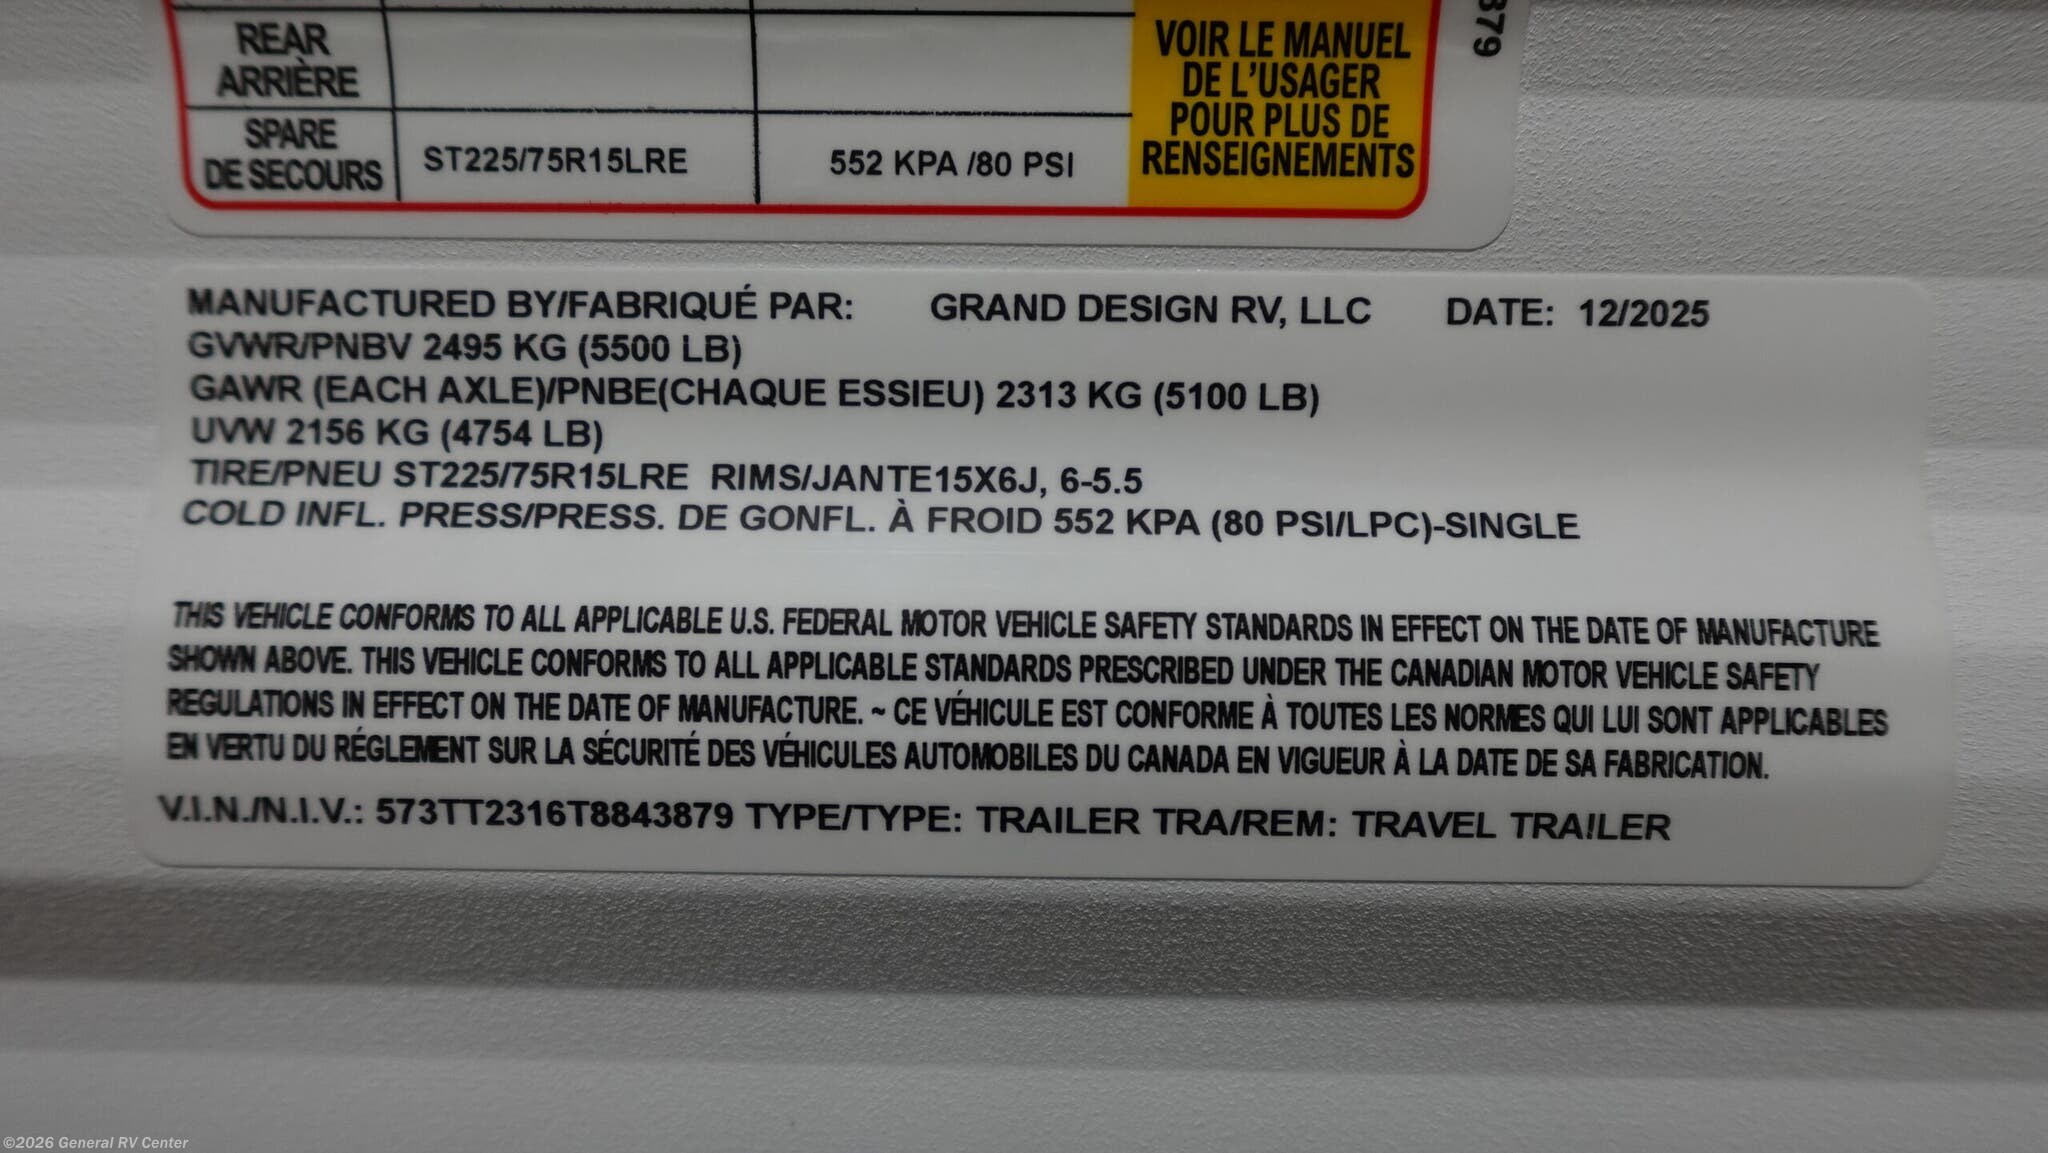 REAR
ARRIÈRE
SPARE
DE SECOURS
ST225/75R15LRE
552 KPA /80 PSI
VOIR LE MANUEL
DE L'USAGER
POUR PLUS DE
RENSEIGNEMENTS
379
MANUFACTURED BY/FABRIQUÉ PAR: GRAND DESIGN RV, LLC DATE: 12/2025
GVWR/PNBV 2495 KG (5500 LB)
GAWR (EACH AXLE)/PNBE(CHAQUE ESSIEU) 2313 KG (5100 LB)
UVW 2156 KG (4754 LB)
TIRE/PNEU ST225/75R15LRE RIMS/JANTE15X6J, 6-5.5
COLD INFL. PRESS/PRESS. DE GONFL. À FROID 552 KPA (80 PSI/LPC)-SINGLE
THIS VEHICLE CONFORMS TO ALL APPLICABLE U.S. FEDERAL MOTOR VEHICLE SAFETY STANDARDS IN EFFECT ON THE DATE OF MANUFACTURE
SHOWN ABOVE. THIS VEHICLE CONFORMS TO ALL APPLICABLE STANDARDS PRESCRIBED UNDER THE CANADIAN MOTOR VEHICLE SAFETY
REGULATIONS IN EFFECT ON THE DATE OF MANUFACTURE. ~ CE VÉHICULE EST CONFORME À TOUTES LES NORMES QUI LUI SONT APPLICABLES
EN VERTU DU RÉGLEMENT SUR LA SÉCURITÉ DES VÉHICULES AUTOMOBILES DU CANADA EN VIGUEUR À LA DATE DE SA FABRICATION.
V.I.N./N.I.V.: 573TT2316T8843879 TYPE/TYPE: TRAILER TRA/REM: TRAVEL TRAILER
©2026 General RV Center